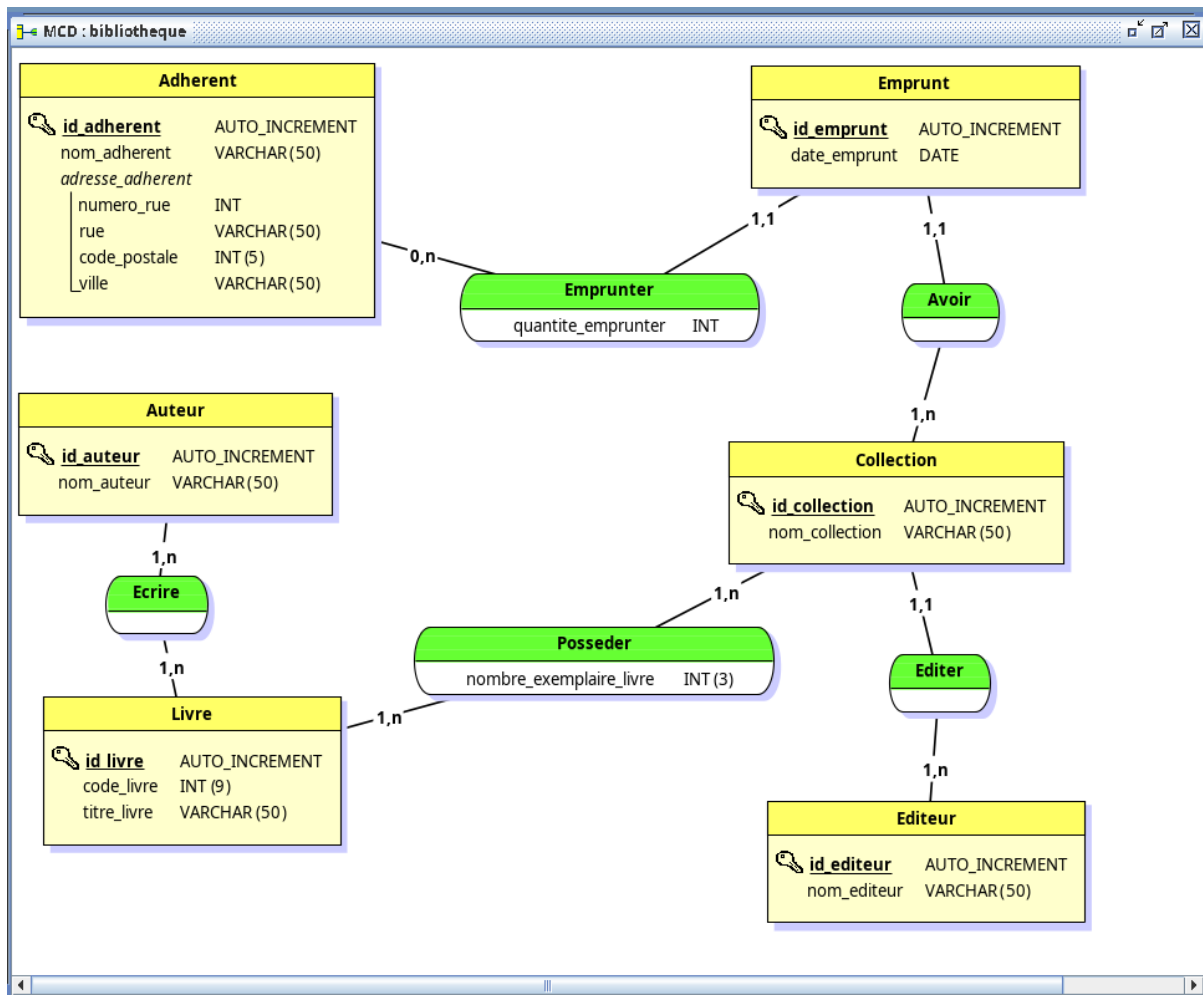 MCD : bibliotheque
Adherent
id_adherent AUTO_INCREMENT
nom_adherent VARCHAR(50)
adresse_adherent
numero_rue INT
rue VARCHAR(50)
code_postale INT(5)
ville VARCHAR(50)
Emprunt
id_emprunt AUTO_INCREMENT
date_emprunt DATE
1,1
1,1
0,n
Emprunter
quantite_emprunter INT
Avoir
1,n
Auteur
id_auteur AUTO_INCREMENT
nom_auteur VARCHAR(50)
Collection
id_collection AUTO_INCREMENT
nom_collection VARCHAR(50)
1,n
Ecrire
1,n
1,n
1,1
Posseder
nombre_exemplaire_livre INT(3)
Editer
1,n
Livre
id_livre AUTO_INCREMENT
code_livre INT(9)
titre_livre VARCHAR(50)
1,n
Editeur
id_editeur AUTO_INCREMENT
nom_editeur VARCHAR(50)